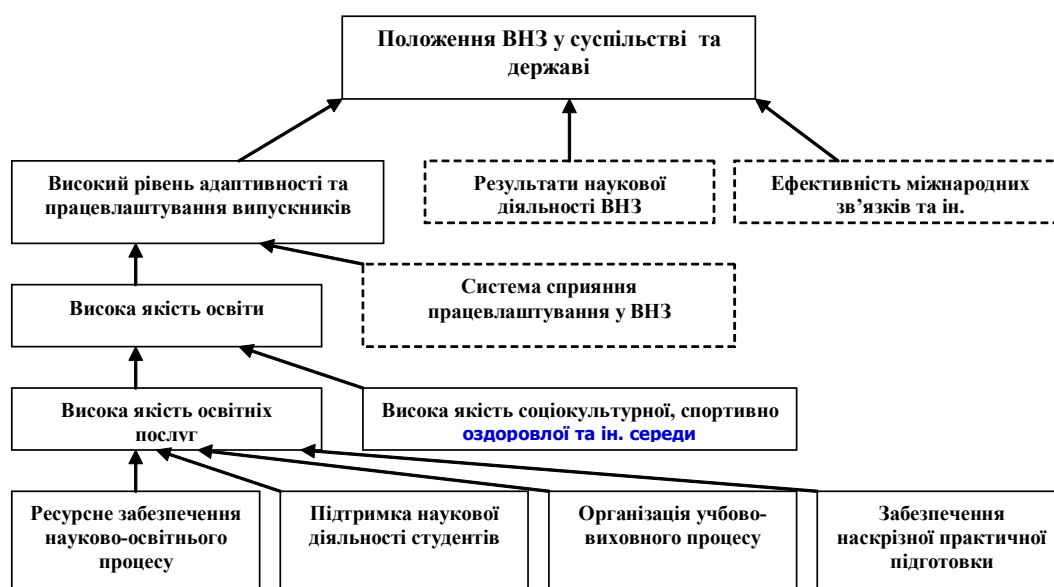 Положення ВНЗ у суспільстві та
державі
Високий рівень адаптивності та
працевлаштування випускників
Результати наукової
діяльності ВНЗ
Ефективність міжнародних
зв’язків та ін.
Система сприяння
працевлаштування у ВНЗ
Висока якість освіти
Висока якість освітніх
послуг
Висока якість соціокультурної, спортивно
оздоровлої та ін. середи
Ресурсне забезпечення
науково-освітнього
процесу
Підтримка наукової
діяльності студентів
Організація учбово-
виховного процесу
Забезпечення
наскрізної практичної
підготовки